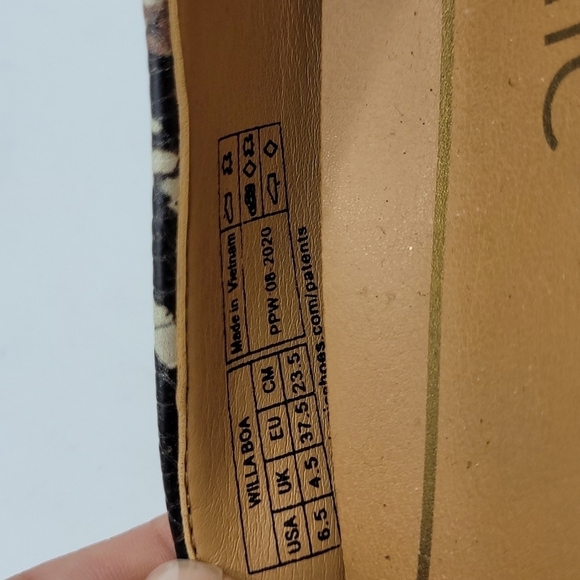 WILLA BOA
USA UK EU CM
6.5 4.5 37.5 23.5
Made in Vietnam
PPW 08-2020
shoes.com/patents